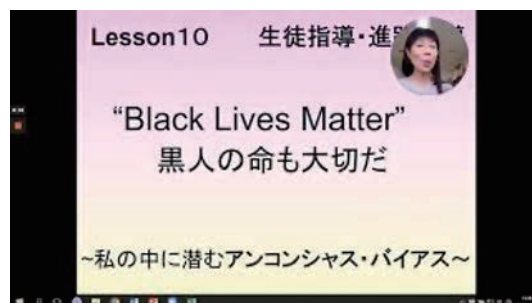 Lesson10 生徒指導・進
“Black Lives Matter”
黒人の命も大切だ
~私の中に潜むアンコンシャス・バイアス~